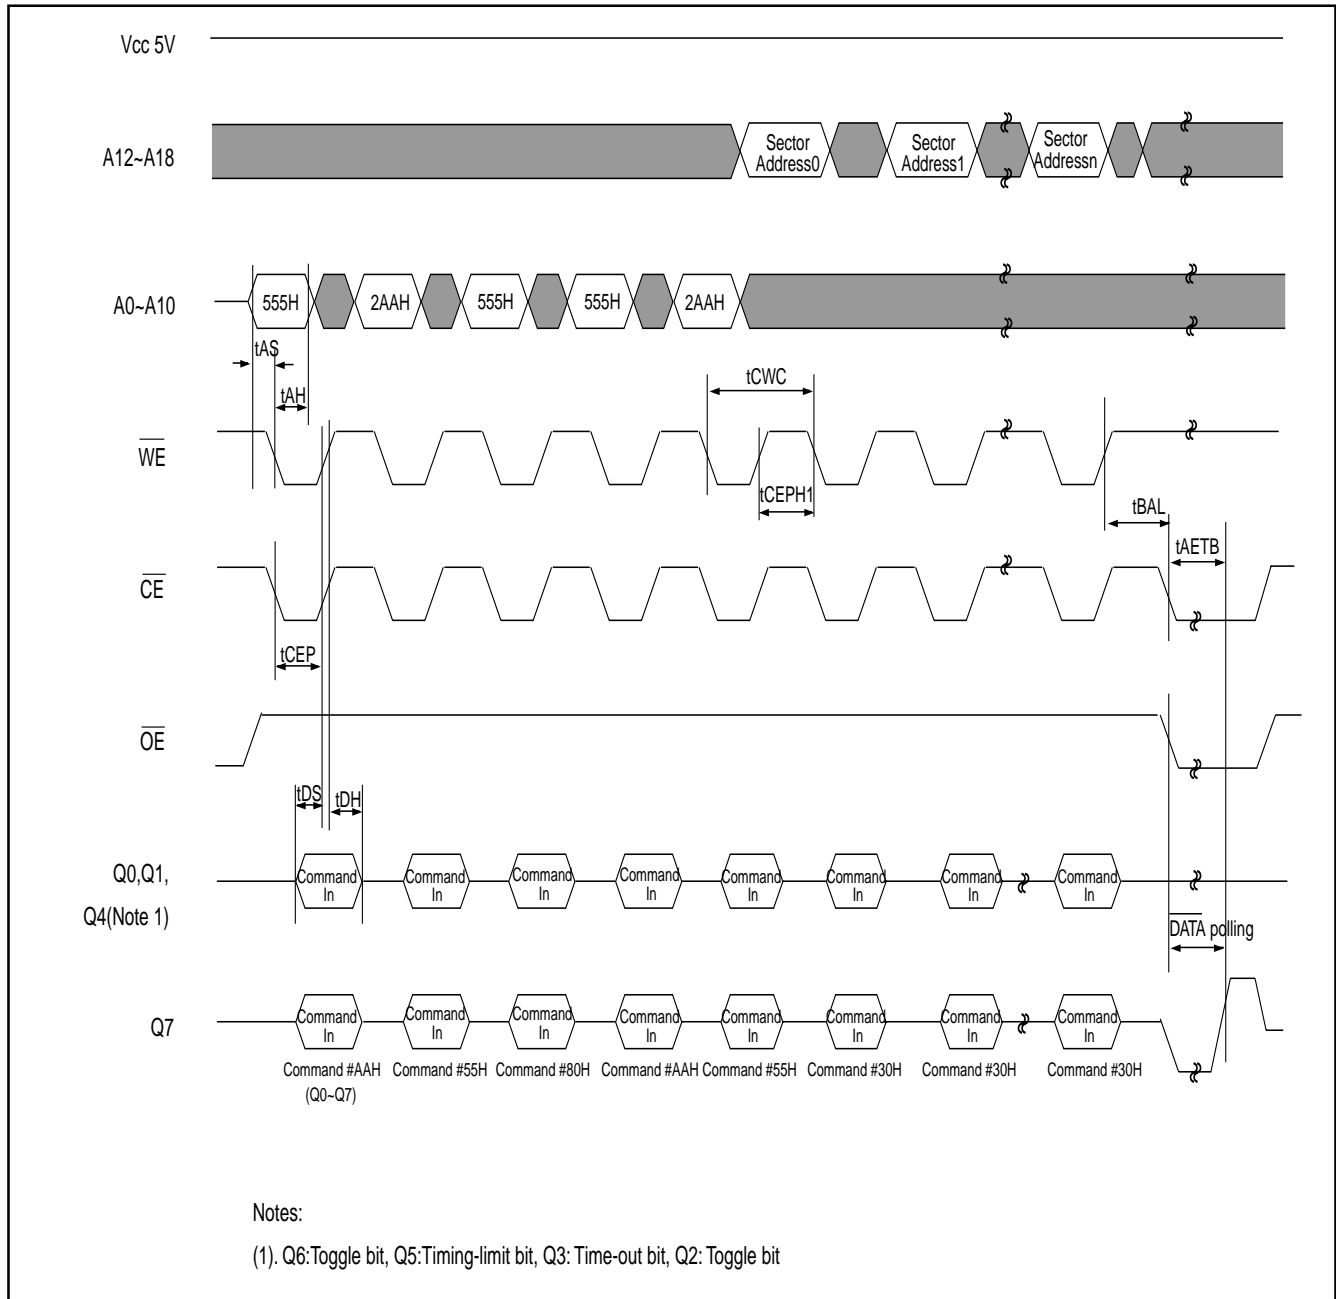 Vcc 5V
A12~A18
Sector Address0
Sector Address1
Sector Addressn
A0~A10
555H 2AAH 555H 555H 2AAH
tAS
tAH
tCWC
WE
tCEPH1
tBAL
tAETB
CE
tCEP
OE
tDS tDH
Q0,Q1,
Q4(Note 1)
Command In
Command In
Command In
Command In
Command In
Command In
Command In
Command In
DATA polling
Q7
Command In
Command In
Command In
Command In
Command In
Command In
Command In
Command In
Command #AAH Command #55H Command #80H Command #AAH Command #55H Command #30H Command #30H Command #30H
(Q0~Q7)
Notes:
(1). Q6:Toggle bit, Q5:Timing-limit bit, Q3: Time-out bit, Q2: Toggle bit